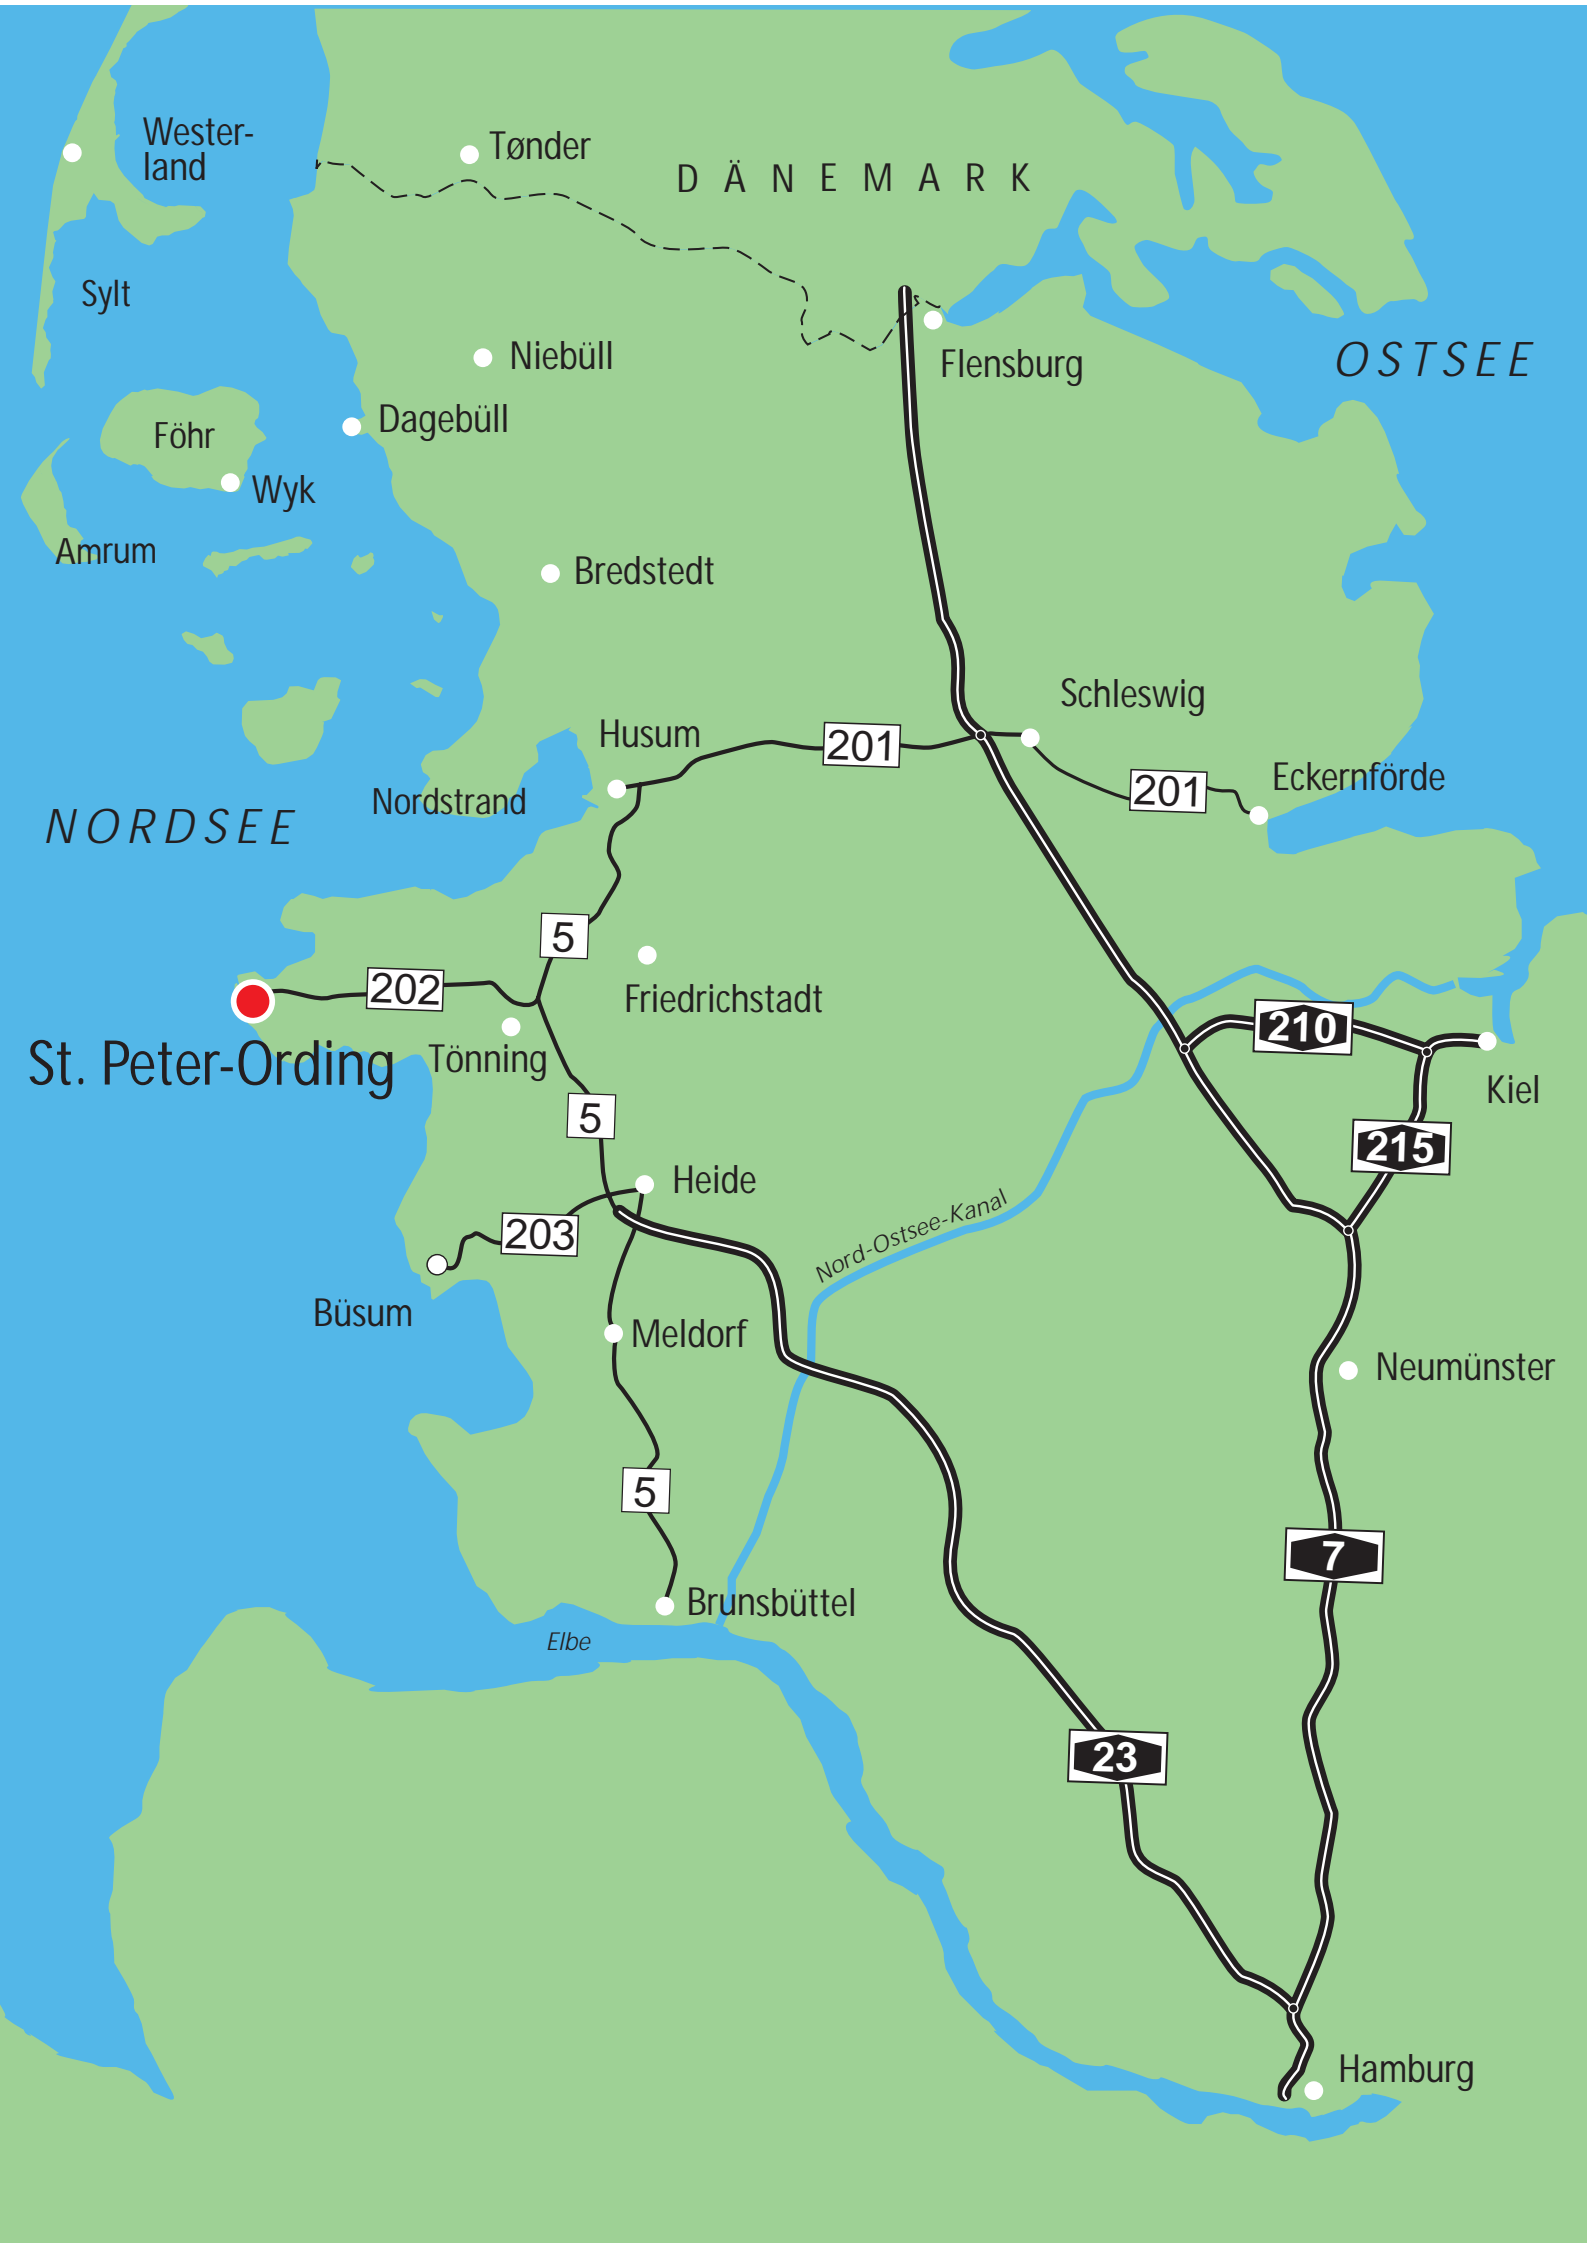 Wester-
land
Tønder
DÄNEMARK
Sylt
Niebüll
Flensburg
OSTSEE
Dagebüll
Föhr
Wyk
Amrum
Bredstedt
Schleswig
Husum
201
201
Eckernförde
Nordstrand
NORDSEE
5
202
Friedrichstadt
St. Peter-Ording
Tönning
210
Kiel
5
215
Heide
203
Nord-Ostsee-Kanal
Büsum
Meldorf
Neumünster
5
7
Brunsbüttel
Elbe
23
Hamburg